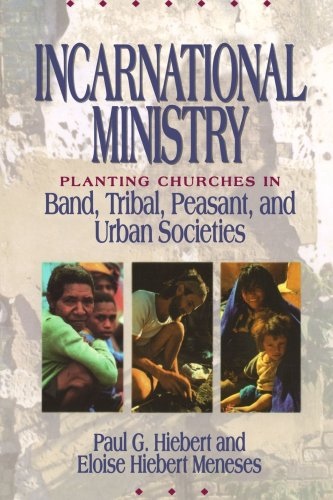 INCARNATIONAL
MINISTRY
PLANTING CHURCHES IN
Band, Tribal, Peasant, and
Urban Societies
Paul G. Hiebert and
Eloise Hiebert Meneses